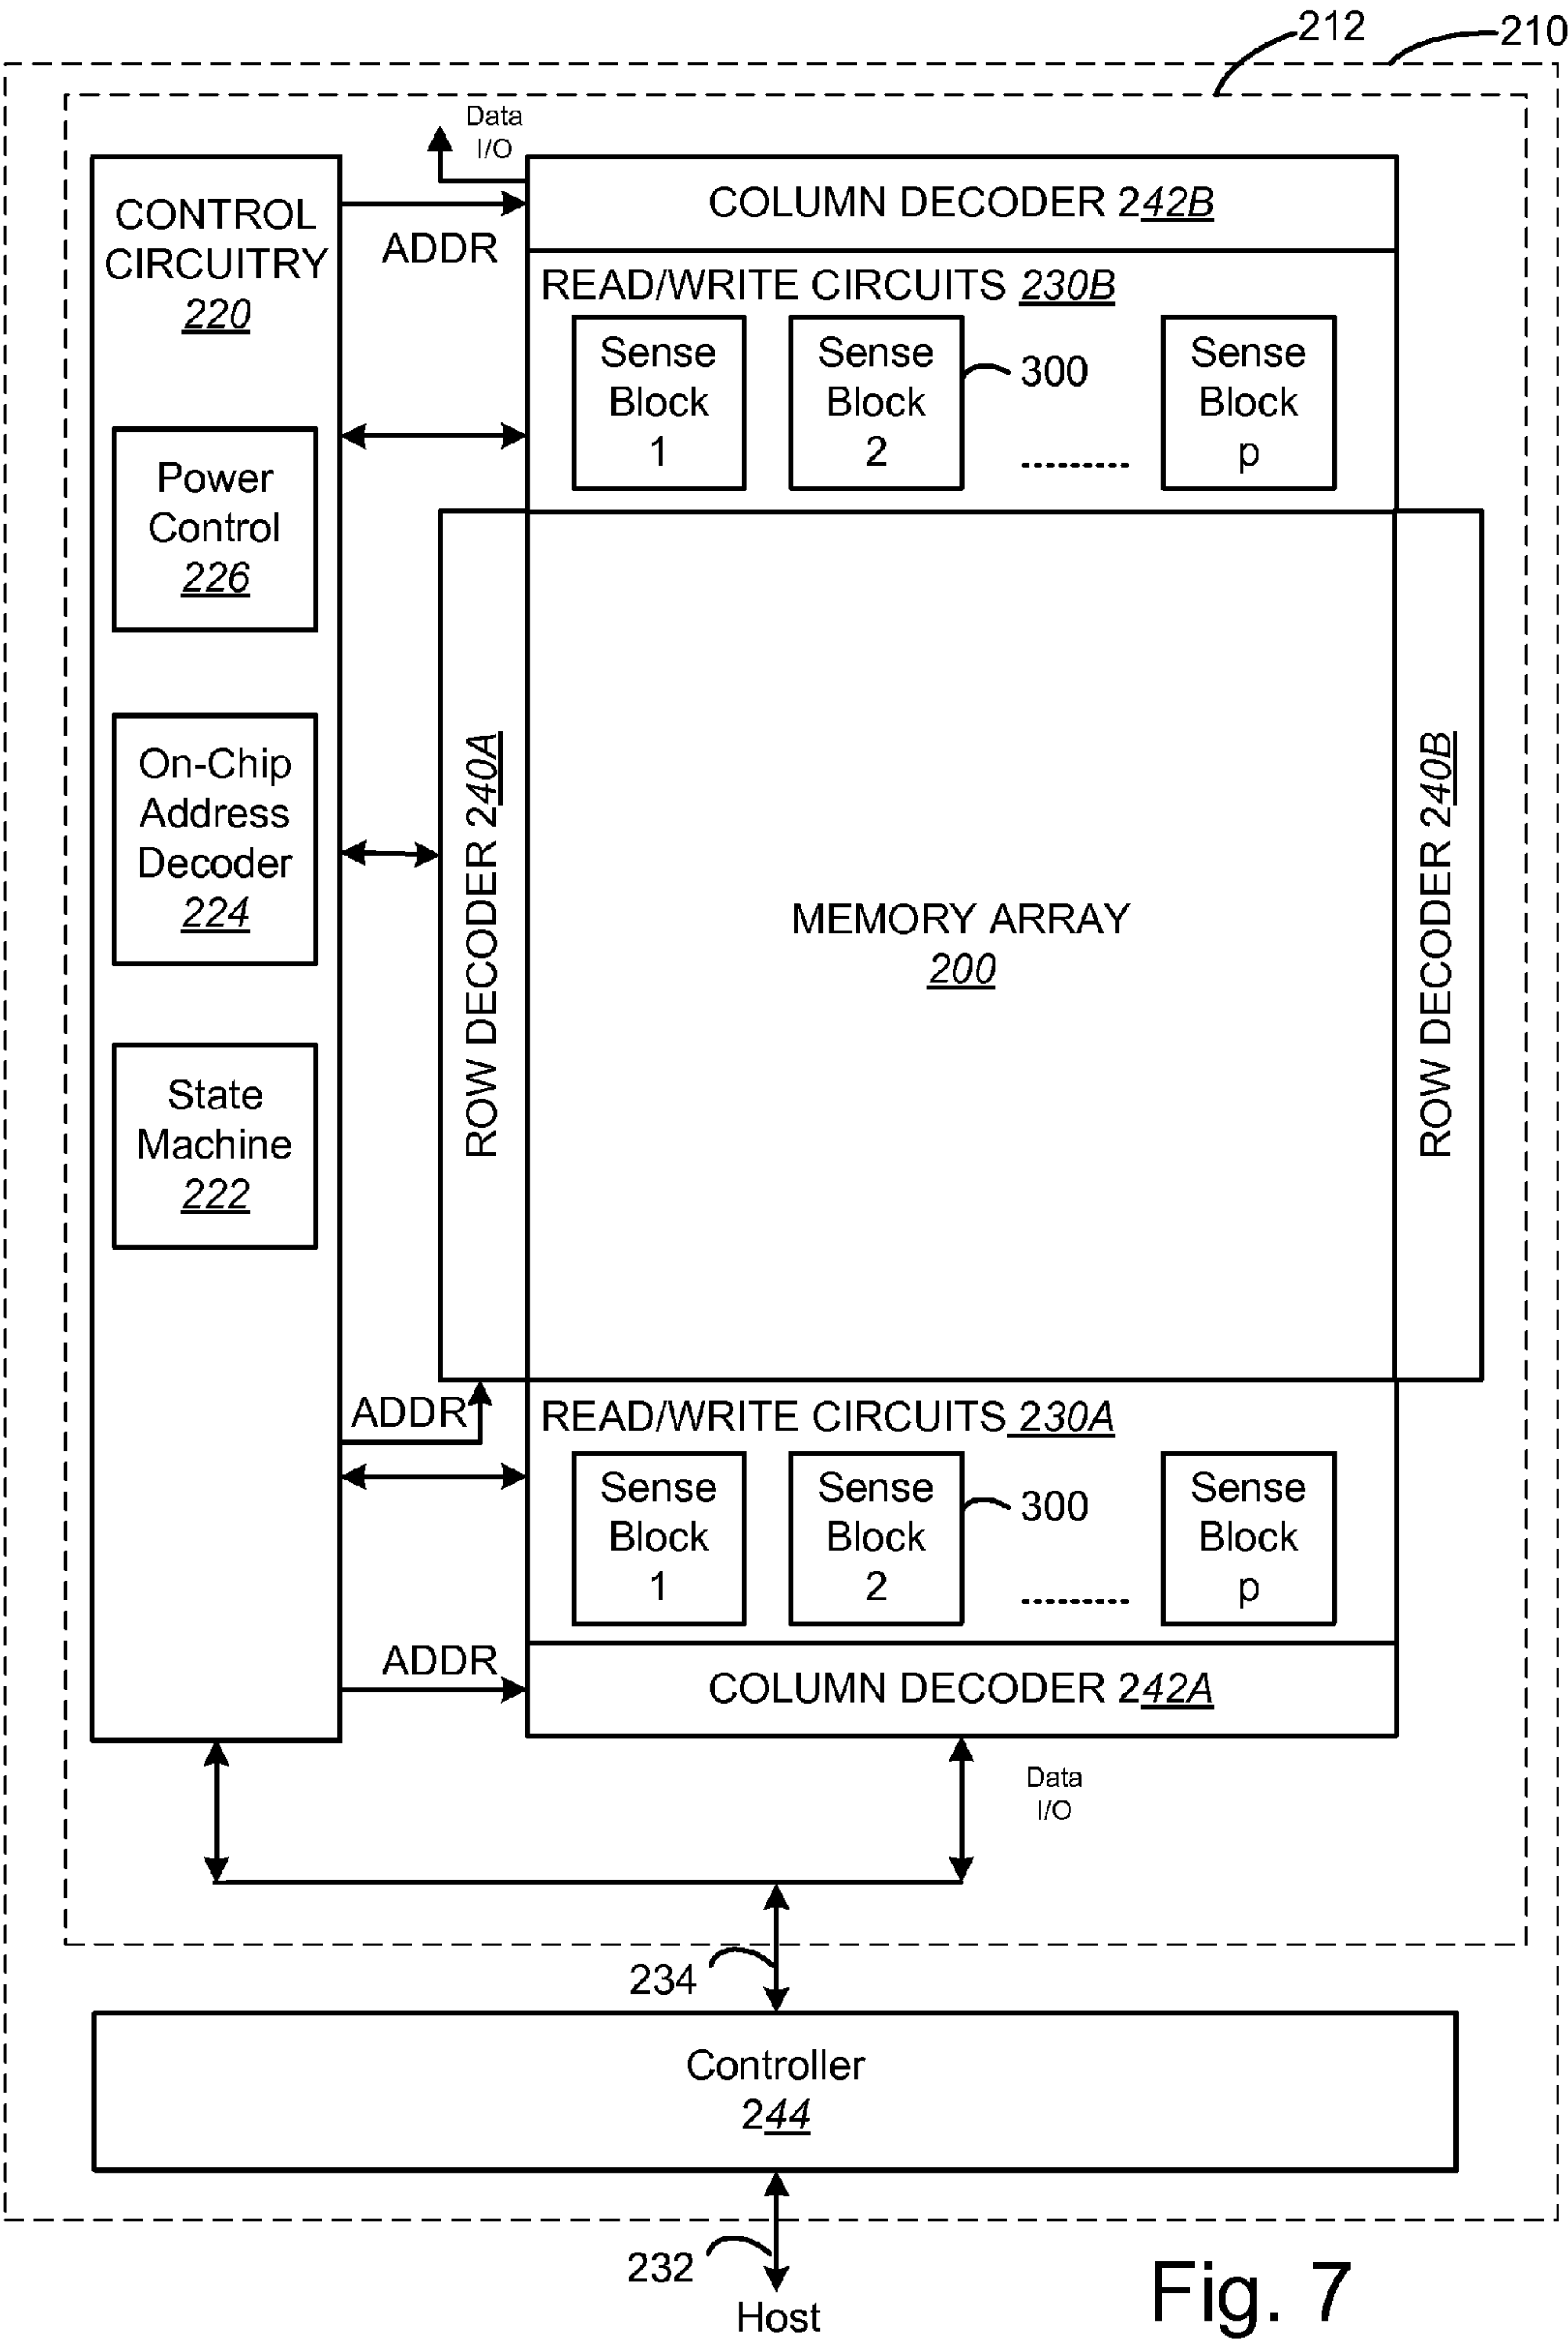 212
210
Data
I/O
CONTROL
CIRCUITRY
220
ADDR
COLUMN DECODER 242B
READ/WRITE CIRCUITS 230B
Sense
Block
1
Sense
Block
2
300
.........
Sense
Block
p
Power
Control
226
On-Chip
Address
Decoder
224
State
Machine
222
ROW DECODER 240A
MEMORY ARRAY
200
ROW DECODER 240B
ADDR
READ/WRITE CIRCUITS 230A
Sense
Block
1
Sense
Block
2
300
.........
Sense
Block
p
ADDR
COLUMN DECODER 242A
Data
I/O
234
Controller
244
232
Host
Fig. 7